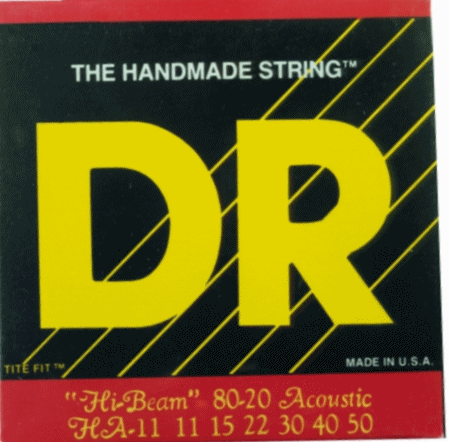 THE HANDMADE STRING™
DR
TITE FIT™
MADE IN U.S.A.
"Hi-Beam" 80-20 Acoustic
HA-11 11 15 22 30 40 50